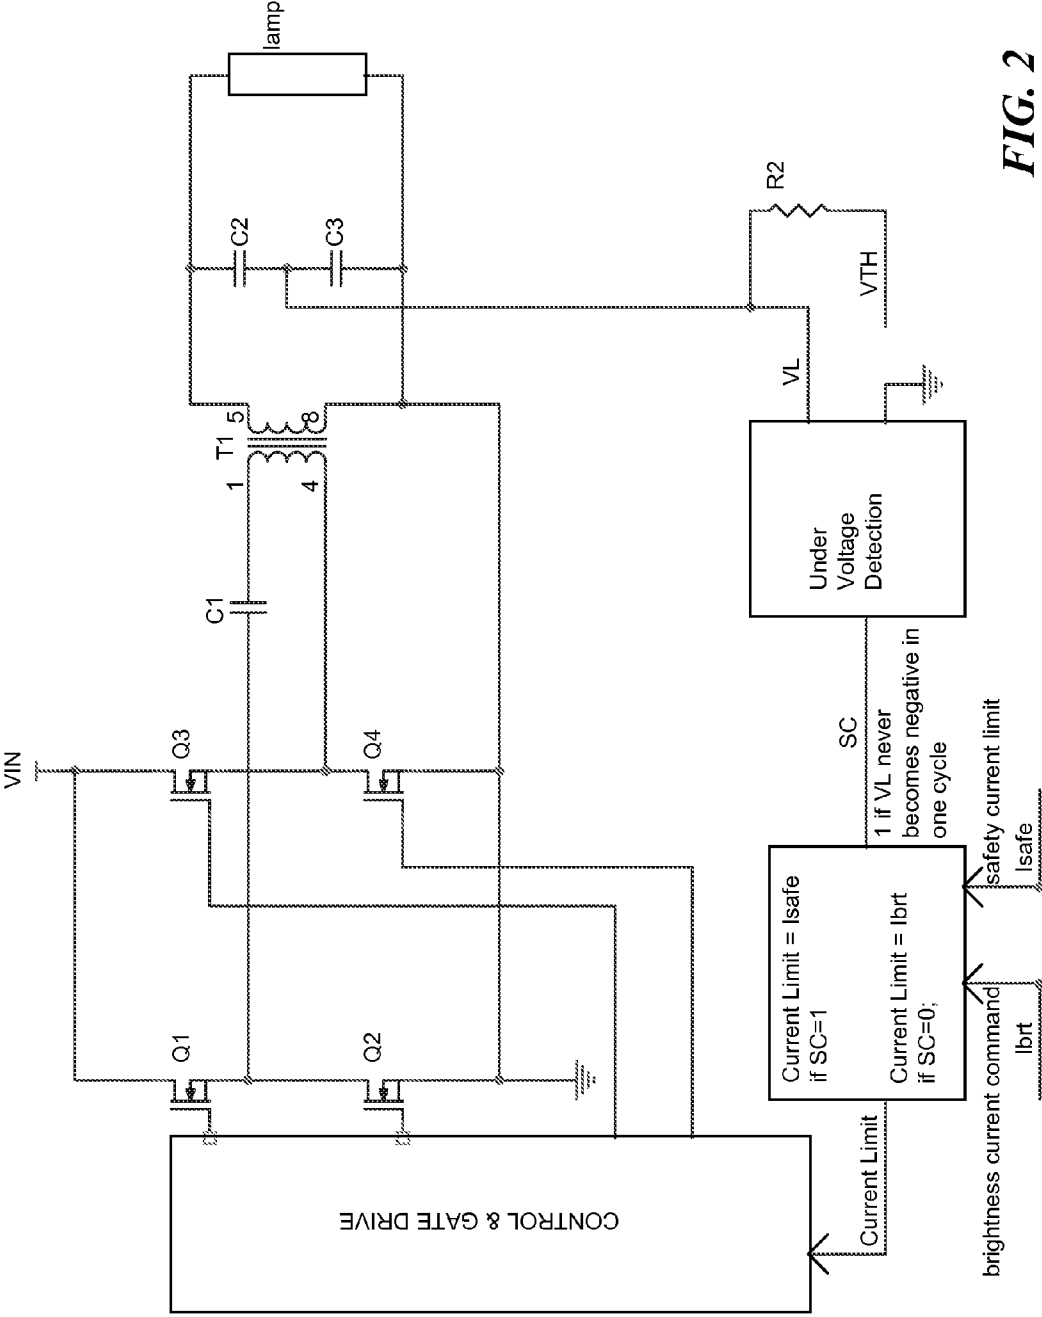 VIN
Q1
Q2
Q3
Q4
C1
T1
1
4
5
8
C2
C3
lamp
CONTROL & GATE DRIVE
Current Limit
Current Limit = Isafe
if SC=1
Current Limit = Ibrt
if SC=0;
brightness current command
Ibrt
safety current limit
Isafe
SC
1 if VL never
becomes negative in
one cycle
Under
Voltage
Detection
VL
VTH
R2
FIG. 2